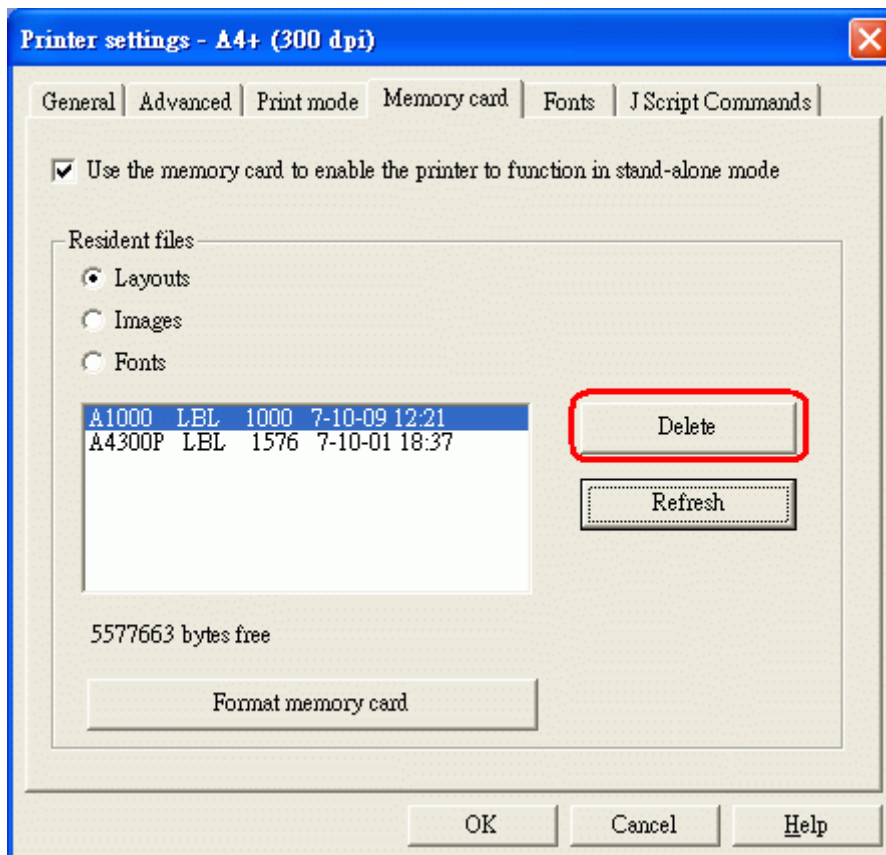 Printer settings - A4+ (300 dpi)
General Advanced Print mode Memory card Fonts J Script Commands
Use the memory card to enable the printer to function in stand-alone mode
Resident files
Layouts
Images
Fonts
A1000 LBL 1000 7-10-09 12:21
A4300P LBL 1576 7-10-01 18:37
Delete
Refresh
5577663 bytes free
Format memory card
OK Cancel Help